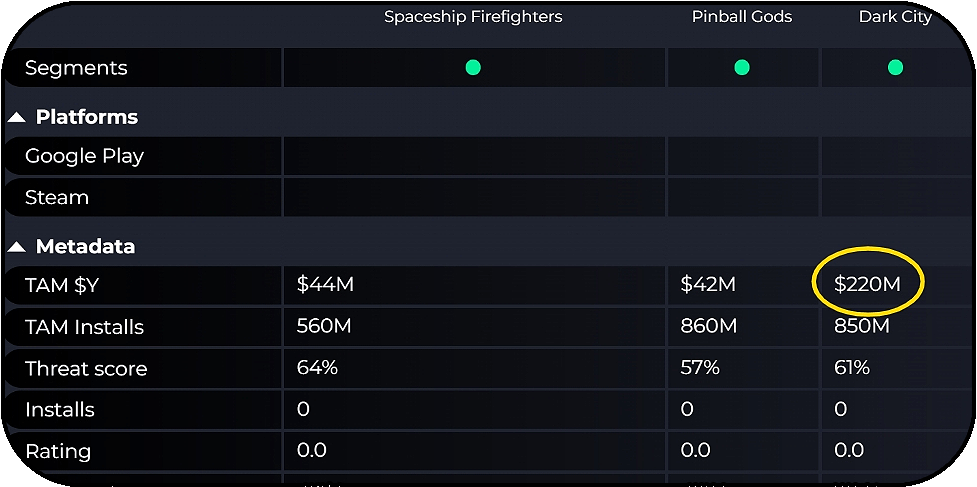 Spaceship Firefighters Pinball Gods Dark City
Segments
Platforms
Google Play
Steam
Metadata
TAM $Y $44M $42M $220M
TAM Installs 560M 860M 850M
Threat score 64% 57% 61%
Installs 0 0 0
Rating 0.0 0.0 0.0